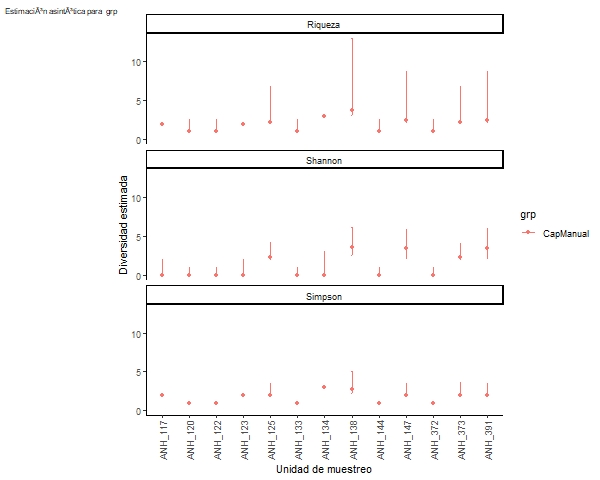 EstimaciÃ³n asintÃ³tica para grp
Riqueza
10
5
0
Shannon
10
5
0
Simpson
10
5
0
Diversidad estimada
ANH_117
ANH_120
ANH_122
ANH_123
ANH_125
ANH_133
ANH_134
ANH_138
ANH_144
ANH_147
ANH_372
ANH_373
ANH_391
Unidad de muestreo
grp
CapManual